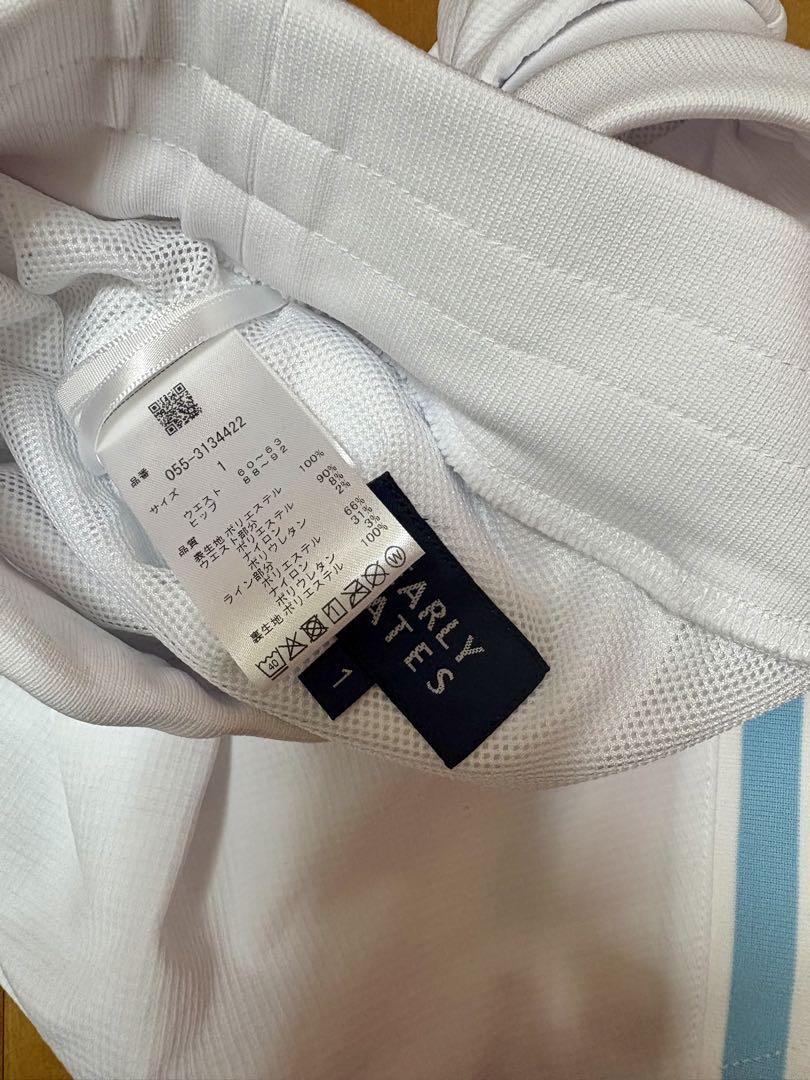 品番 055-3134422
サイズ 1
ウエスト 60～63
ヒップ 88～92
品質
表生地 ポリエステル 100%
ウエスト部分
ポリエステル 90%
ナイロン 8%
ポリウレタン 2%
ライン部分
ポリエステル 66%
ナイロン 31%
ポリウレタン 3%
裏生地 ポリエステル 100%
40
W
ARLY
ATES
1